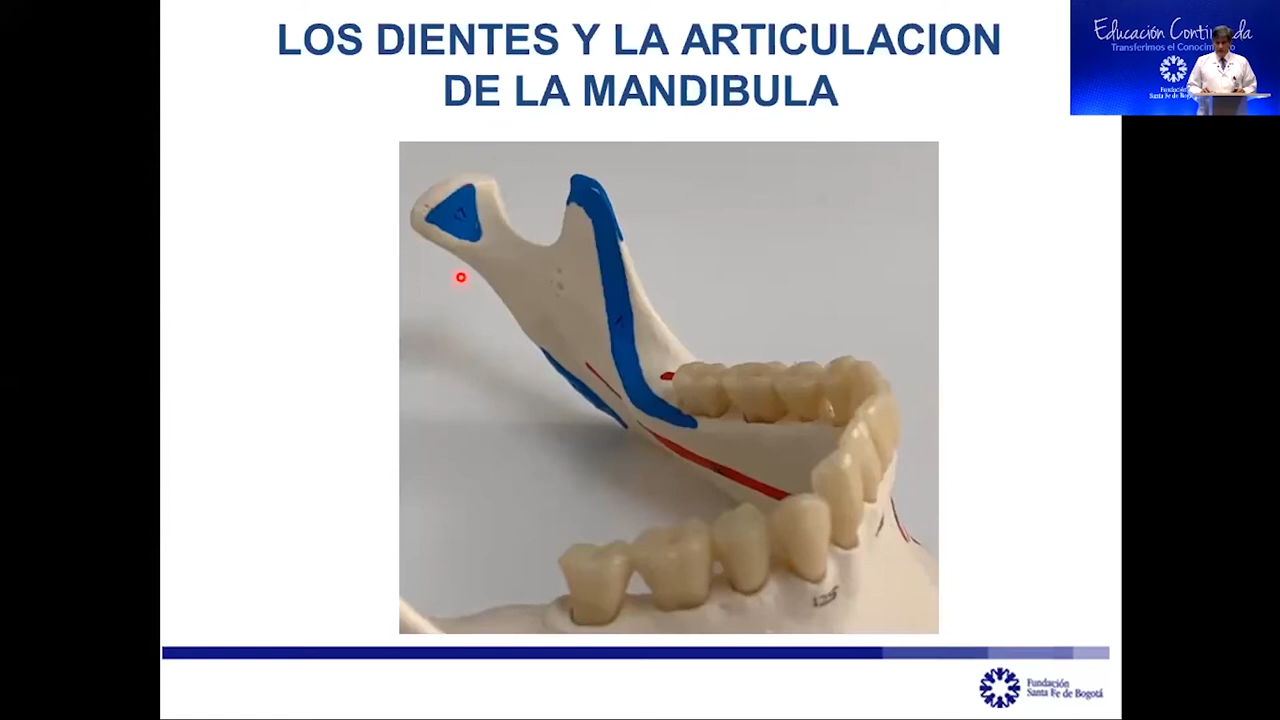 LOS DIENTES Y LA ARTICULACION
DE LA MANDIBULA
Educación Continuada
Transferimos el Conocimiento
Fundación
Santa Fe de Bogotá
17
Fundación
Santa Fe de Bogotá